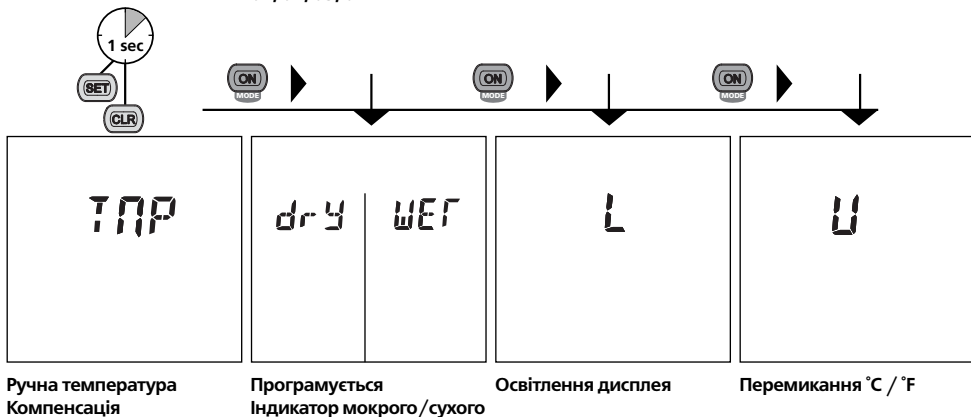 1 sec
SET
CLR
ON
MODE
ON
MODE
ON
MODE
TMP
dry
WET
L
U
Ручна температура
Компенсація
Програмується
Індикатор мокрого/сухого
Освітлення дисплея
Перемикання °C / °F